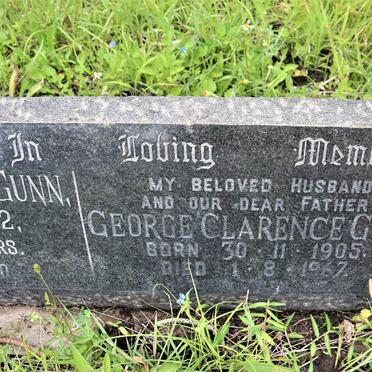 In Loving Mem
MY BELOVED HUSBAND
GUNN, AND OUR DEAR FATHER
2, GEORGE CLARENCE G
RS. BORN 30·11·1905.
DIED 1·8·1962.